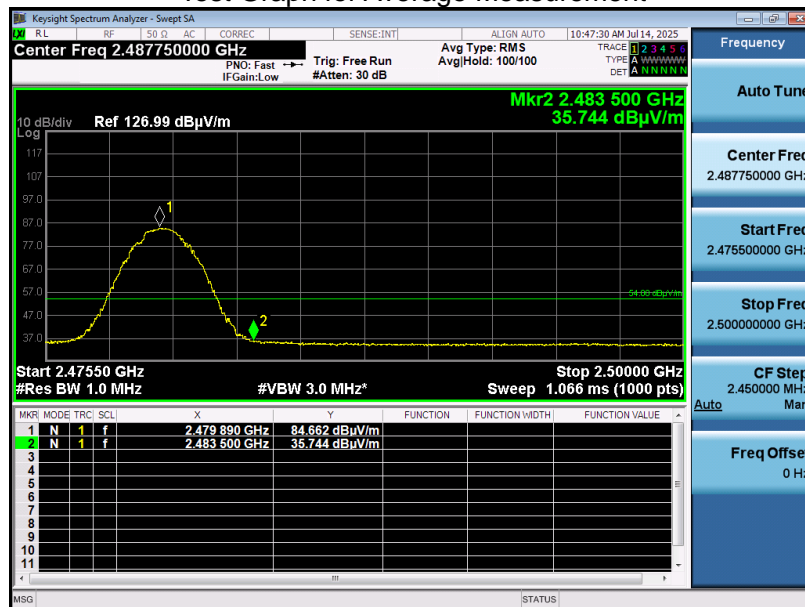 Keysight Spectrum Analyzer - Swept SA
LXI RL RF 50 Ω AC CORREC SENSE:INT ALIGN AUTO 10:47:30 AM Jul 14, 2025
Center Freq 2.487750000 GHz
PNO: Fast
IFGain:Low
Trig: Free Run
#Atten: 30 dB
Avg Type: RMS
Avg|Hold: 100/100
TRACE 1 2 3 4 5 6
TYPE A WWWWW
DET A N N N N N
Mkr2 2.483 500 GHz
35.744 dBµV/m
10 dB/div Ref 126.99 dBµV/m
Log
117
107
97.0
87.0
77.0
67.0
57.0
47.0
37.0
1
2
54.00 dBµV/m
Start 2.47550 GHz Stop 2.50000 GHz
#Res BW 1.0 MHz #VBW 3.0 MHz* Sweep 1.066 ms (1000 pts)
MKR MODE TRC SCL X Y FUNCTION FUNCTION WIDTH FUNCTION VALUE
1 N 1 f 2.479 890 GHz 84.662 dBµV/m
2 N 1 f 2.483 500 GHz 35.744 dBµV/m
3
4
5
6
7
8
9
10
11
MSG STATUS
Frequency
Auto Tune
Center Freq
2.487750000 GHz
Start Freq
2.475500000 GHz
Stop Freq
2.500000000 GHz
CF Step
2.450000 MHz
Auto Man
Freq Offset
0 Hz